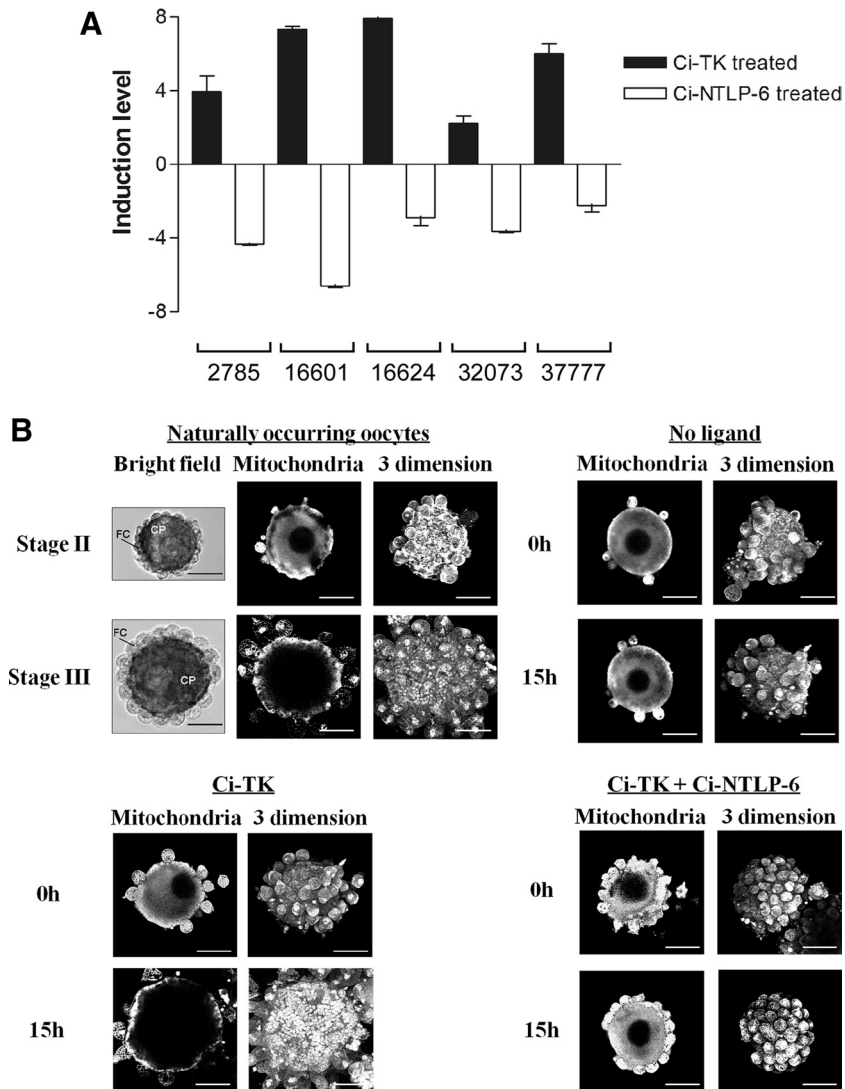 A
Induction level
8
4
0
-4
-8
Ci-TK treated
Ci-NTLP-6 treated
2785 16601 16624 32073 37777
B
Naturally occurring oocytes
Bright field Mitochondria 3 dimension
Stage II
FC
CP
Stage III
FC
CP
No ligand
Mitochondria 3 dimension
0h
15h
Ci-TK
Mitochondria 3 dimension
0h
15h
Ci-TK + Ci-NTLP-6
Mitochondria 3 dimension
0h
15h